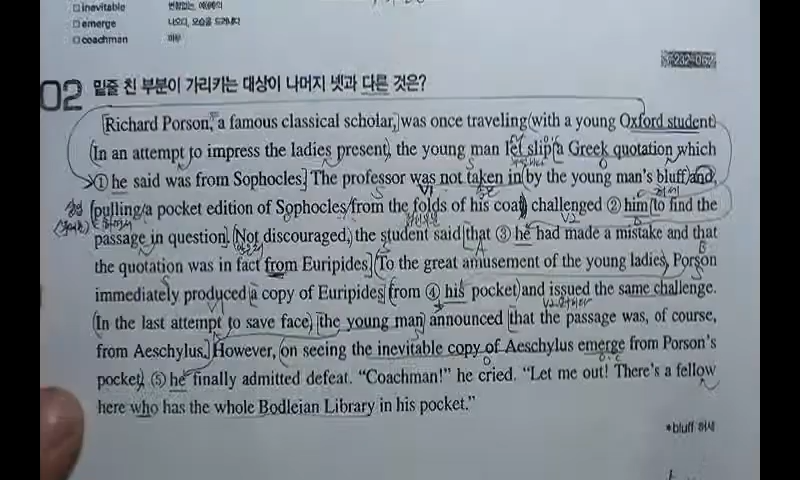 □ inevitable 변함없는
□ emerge 나오다, 모습을 드러내다
□ coachman 마부
02 밑줄 친 부분이 가리키는 대상이 나머지 넷과 다른 것은?
Richard Porson, a famous classical scholar, was once traveling with a young Oxford student.
In an attempt to impress the ladies present, the young man let slip a Greek quotation which
① he said was from Sophocles. The professor was not taken in by the young man's bluff and,
pulling a pocket edition of Sophocles from the folds of his coat, challenged ② him to find the
passage in question. Not discouraged, the student said that ③ he had made a mistake and that
the quotation was in fact from Euripides. To the great amusement of the young ladies, Porson
immediately produced a copy of Euripides from ④ his pocket and issued the same challenge.
In the last attempt to save face, the young man announced that the passage was, of course,
from Aeschylus. However, on seeing the inevitable copy of Aeschylus emerge from Porson's
pocket, ⑤ he finally admitted defeat. "Coachman!" he cried. "Let me out! There's a fellow
here who has the whole Bodleian Library in his pocket."
*bluff 허세